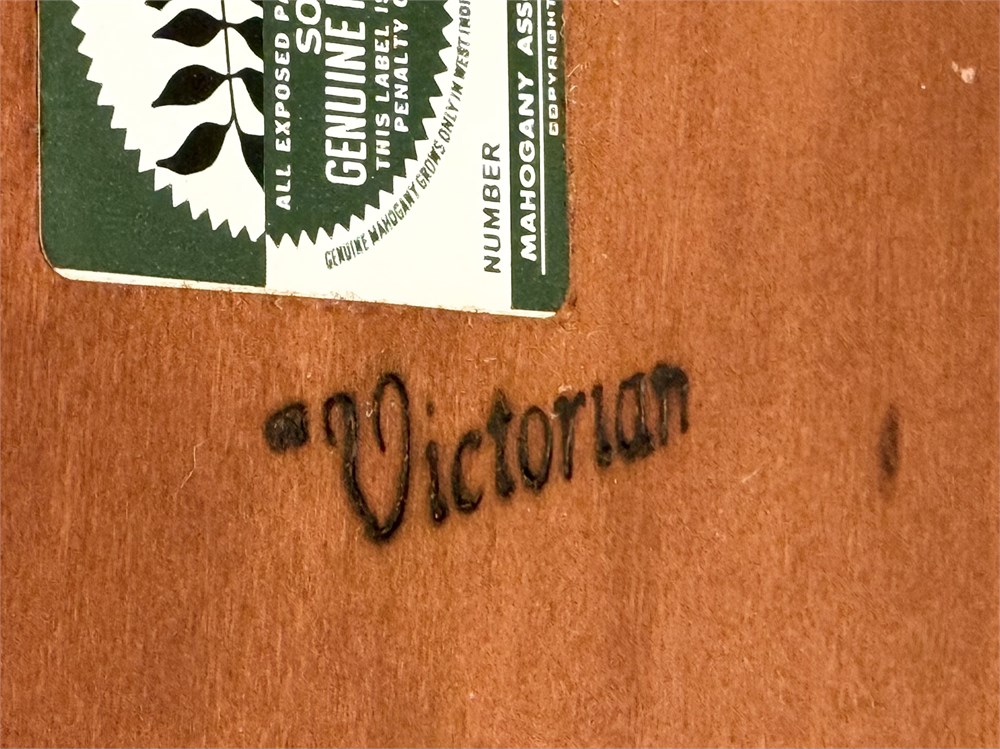 ALL EXPOSED
SO
GENUINE
THIS LABEL
PENALTY
GENUINE MAHOGANY GROWS ONLY IN WEST INDI
NUMBER
MAHOGANY ASS
COPYRIGHT
Victorian